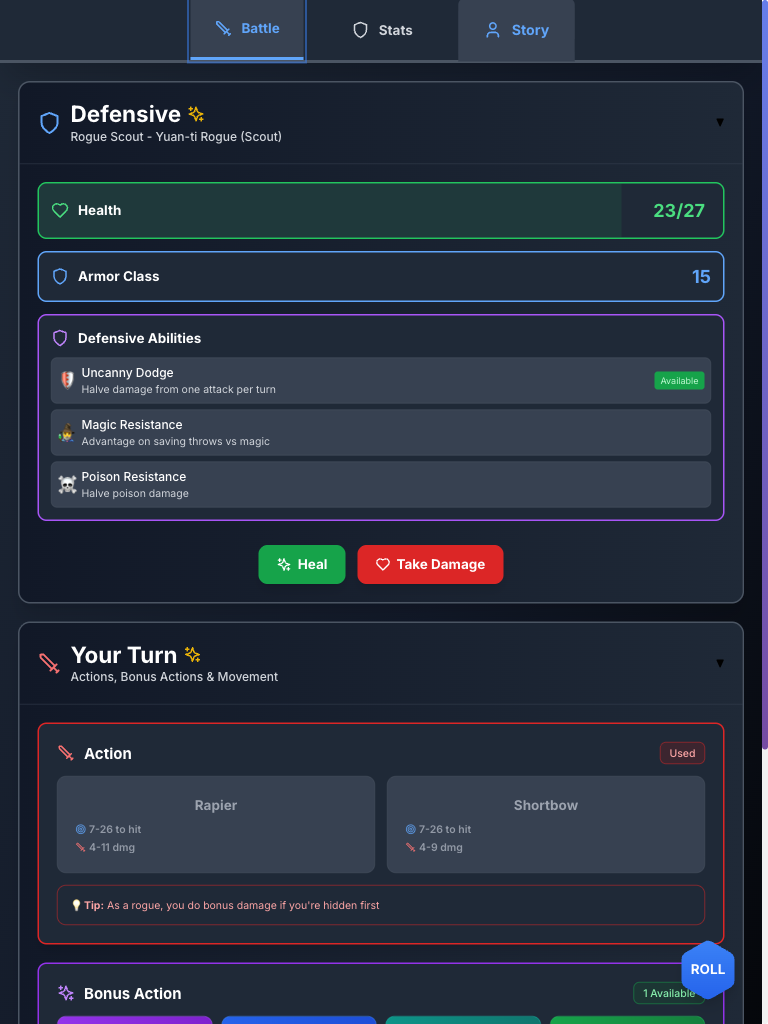 Battle
Stats
Story
Defensive
Rogue Scout - Yuan-ti Rogue (Scout)
▼
Health
23/27
Armor Class
15
Defensive Abilities
Uncanny Dodge
Halve damage from one attack per turn
Available
Magic Resistance
Advantage on saving throws vs magic
Poison Resistance
Halve poison damage
Heal
Take Damage
Your Turn
Actions, Bonus Actions & Movement
▼
Action
Used
Rapier
7-26 to hit
4-11 dmg
Shortbow
7-26 to hit
4-9 dmg
Tip: As a rogue, you do bonus damage if you're hidden first
ROLL
Bonus Action
1 Available